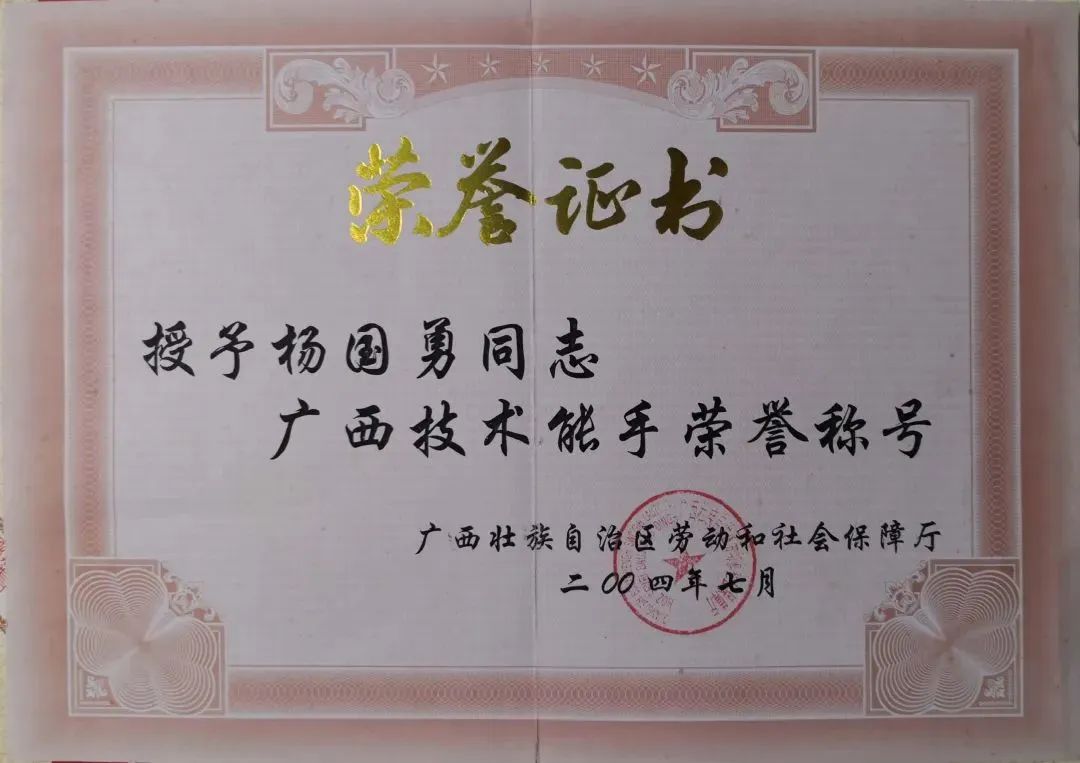 荣誉证书
授予杨国勇同志
广西技术能手荣誉称号
广西壮族自治区劳动和社会保障厅
二〇〇四年七月